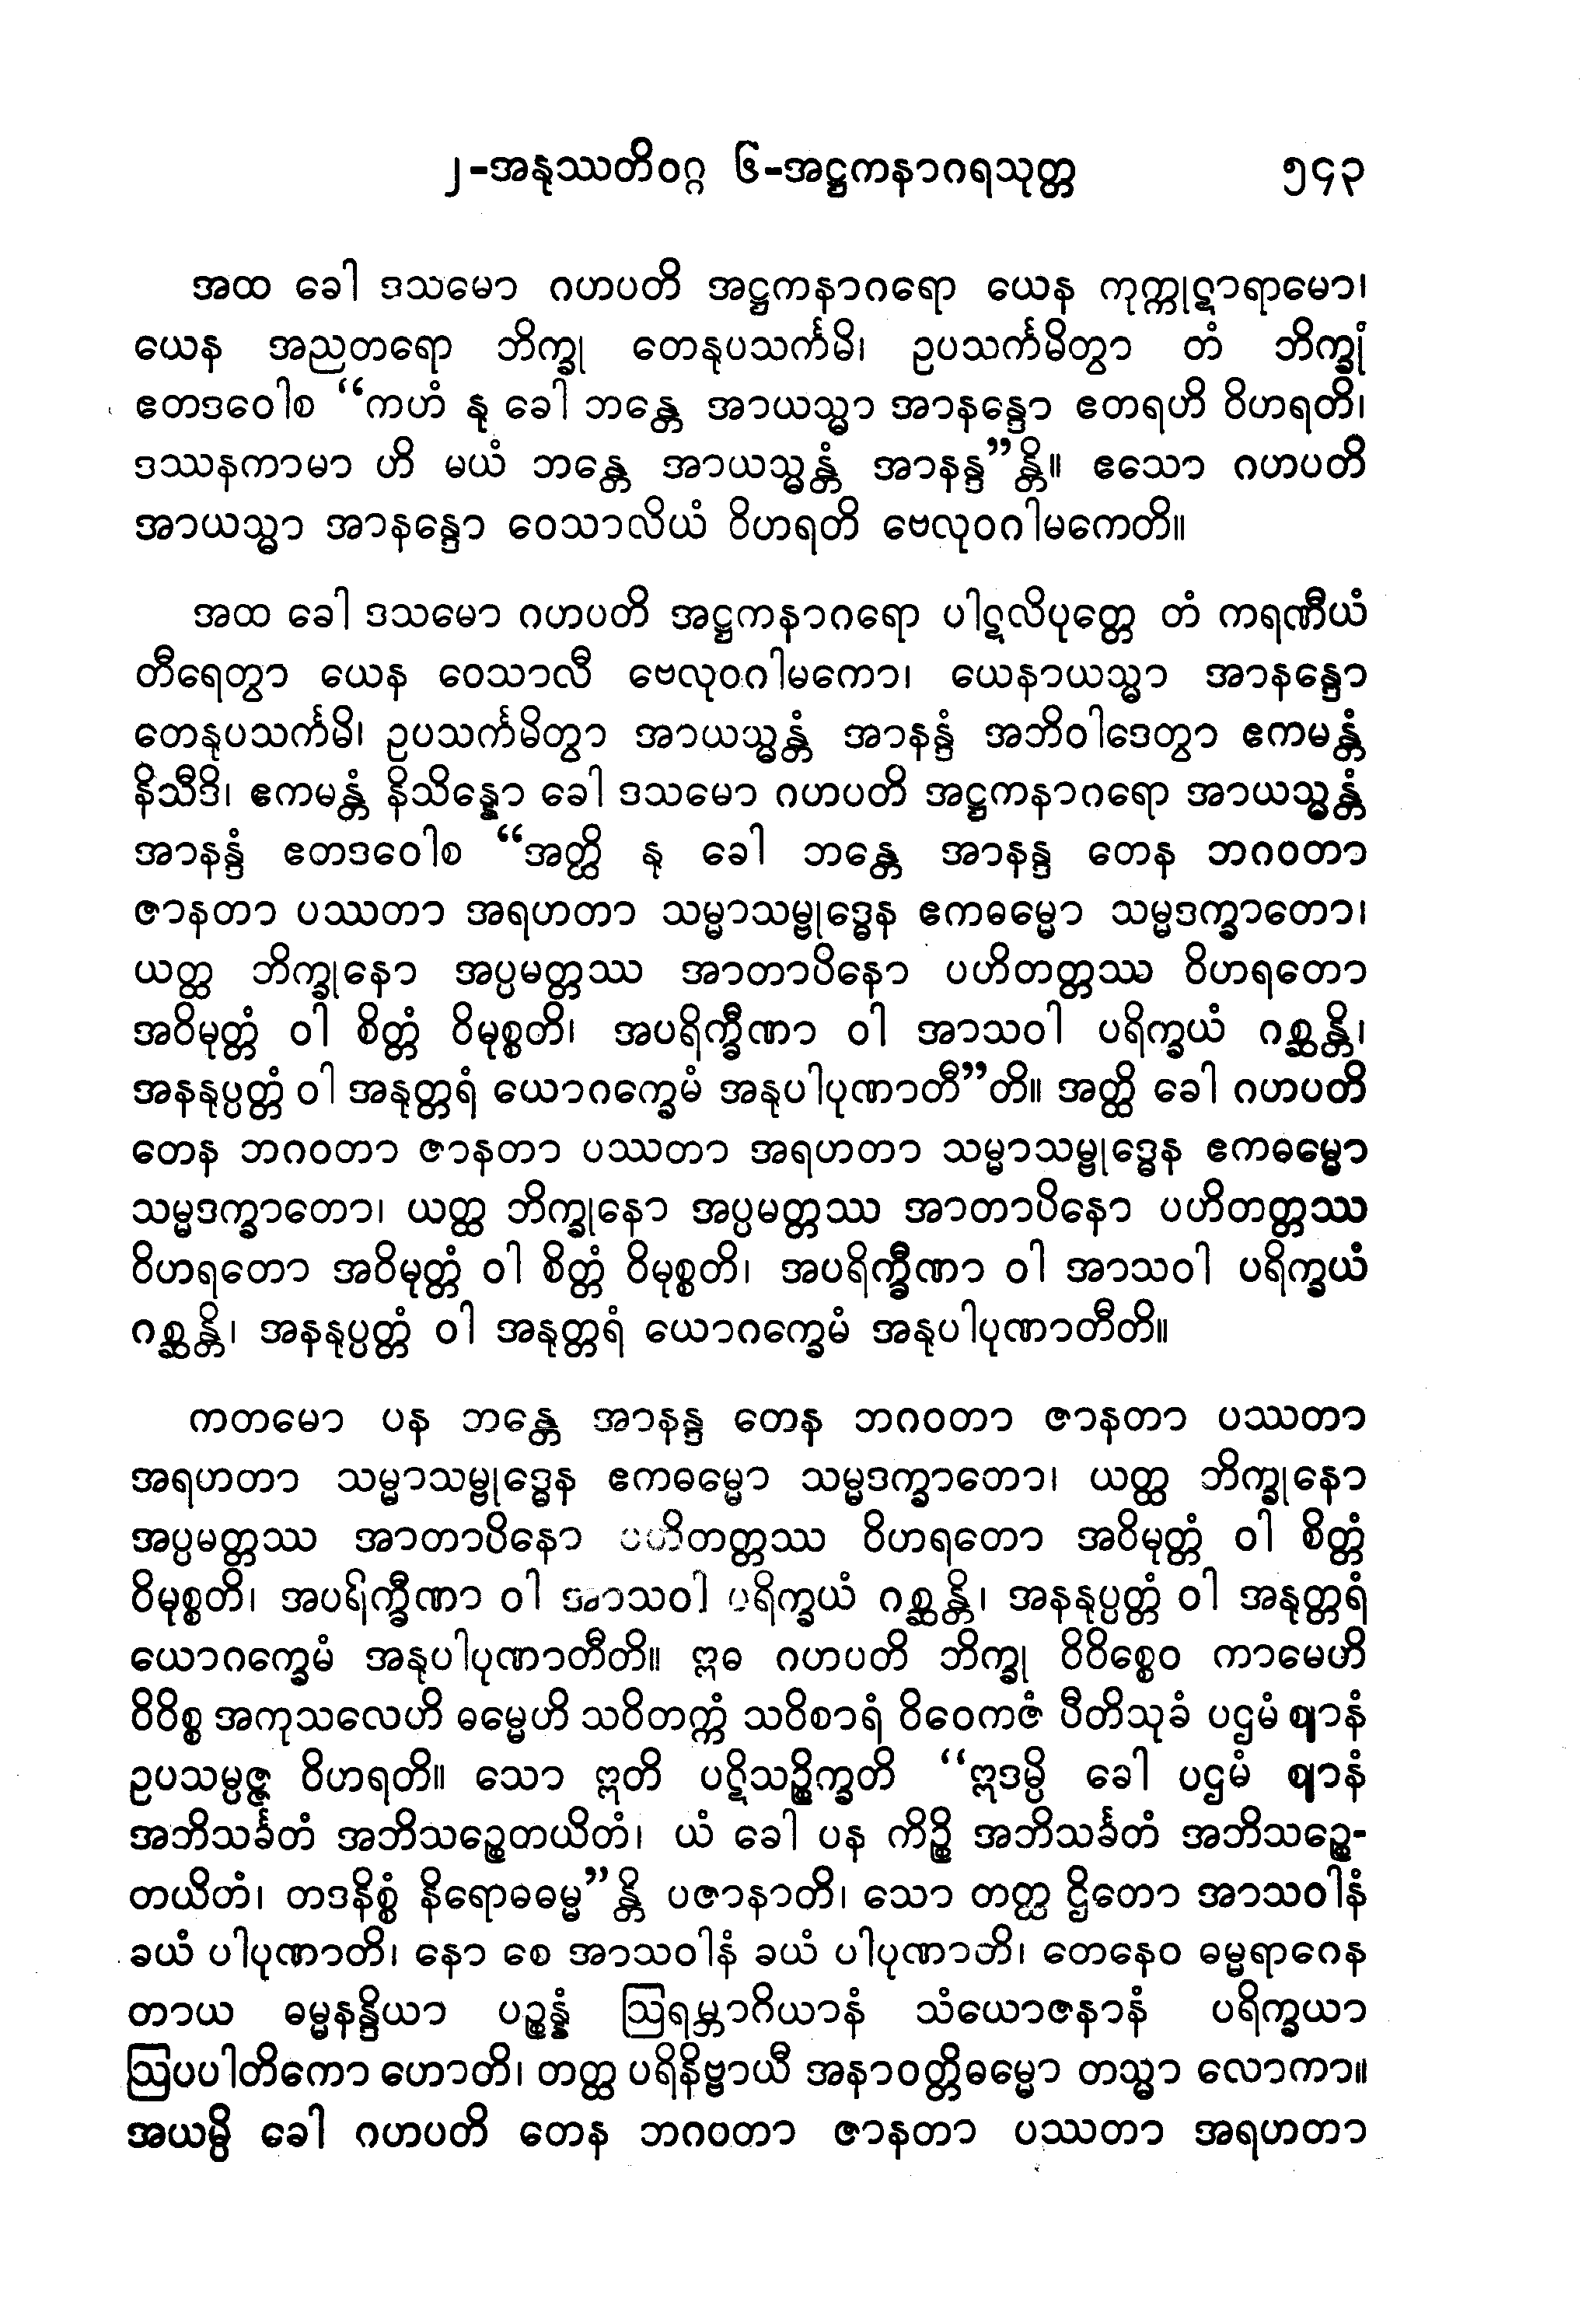 ၂-အနုဿတိဝဂ္ဂ ၆-အဋ္ဌကနာဂရသုတ္တ ၅၄၃
အထ ခေါ ဒသမော ဂဟပတိ အဋ္ဌကနာဂရော ယေန ကုက္ကုဋာရာမော၊
ယေန အညတရော ဘိက္ခု တေနုပသင်္ကမိ၊ ဥပသင်္ကမိတွာ တံ ဘိက္ခုံ
ဧတဒဝေါစ “ကဟံ နု ခေါ ဘန္တေ အာယသ္မာ အာနန္ဒော ဧတရဟိ ဝိဟရတိ၊
ဒဿနကာမာ ဟိ မယံ ဘန္တေ အာယသ္မန္တံ အာနန္ဒ”န္တိ။ ဧသော ဂဟပတိ
အာယသ္မာ အာနန္ဒော ဝေသာလိယံ ဝိဟရတိ ဗေလုဝဂါမကေတိ။
အထ ခေါ ဒသမော ဂဟပတိ အဋ္ဌကနာဂရော ပါဋလိပုတ္တေ တံ ကရဏီယံ
တီရေတွာ ယေန ဝေသာလီ ဗေလုဝဂါမကော၊ ယေနာယသ္မာ အာနန္ဒော
တေနုပသင်္ကမိ၊ ဥပသင်္ကမိတွာ အာယသ္မန္တံ အာနန္ဒံ အဘိဝါဒေတွာ ဧကမန္တံ
နိသီဒိ၊ ဧကမန္တံ နိသိန္နော ခေါ ဒသမော ဂဟပတိ အဋ္ဌကနာဂရော အာယသ္မန္တံ
အာနန္ဒံ ဧတဒဝေါစ “အတ္ထိ နု ခေါ ဘန္တေ အာနန္ဒ တေန ဘဂဝတာ
ဇာနတာ ပဿတာ အရဟတာ သမ္မာသမ္ဗုဒ္ဓေန ဧကဓမ္မော သမ္မဒက္ခာတော၊
ယတ္ထ ဘိက္ခုနော အပ္ပမတ္တဿ အာတာပိနော ပဟိတတ္တဿ ဝိဟရတော
အဝိမုတ္တံ ဝါ စိတ္တံ ဝိမုစ္စတိ၊ အပရိက္ခီဏာ ဝါ အာသဝါ ပရိက္ခယံ ဂစ္ဆန္တိ၊
အနနုပ္ပတ္တံ ဝါ အနုတ္တရံ ယောဂက္ခေမံ အနုပါပုဏာတီ”တိ။ အတ္ထိ ခေါ ဂဟပတိ
တေန ဘဂဝတာ ဇာနတာ ပဿတာ အရဟတာ သမ္မာသမ္ဗုဒ္ဓေန ဧကဓမ္မော
သမ္မဒက္ခာတော၊ ယတ္ထ ဘိက္ခုနော အပ္ပမတ္တဿ အာတာပိနော ပဟိတတ္တဿ
ဝိဟရတော အဝိမုတ္တံ ဝါ စိတ္တံ ဝိမုစ္စတိ၊ အပရိက္ခီဏာ ဝါ အာသဝါ ပရိက္ခယံ
ဂစ္ဆန္တိ၊ အနနုပ္ပတ္တံ ဝါ အနုတ္တရံ ယောဂက္ခေမံ အနုပါပုဏာတီတိ။
ကတမော ပန ဘန္တေ အာနန္ဒ တေန ဘဂဝတာ ဇာနတာ ပဿတာ
အရဟတာ သမ္မာသမ္ဗုဒ္ဓေန ဧကဓမ္မော သမ္မဒက္ခာတော၊ ယတ္ထ ဘိက္ခုနော
အပ္ပမတ္တဿ အာတာပိနော ပဟိတတ္တဿ ဝိဟရတော အဝိမုတ္တံ ဝါ စိတ္တံ
ဝိမုစ္စတိ၊ အပရိက္ခီဏာ ဝါ အာသဝါ ပရိက္ခယံ ဂစ္ဆန္တိ၊ အနနုပ္ပတ္တံ ဝါ အနုတ္တရံ
ယောဂက္ခေမံ အနုပါပုဏာတီတိ။ ဣဓ ဂဟပတိ ဘိက္ခု ဝိဝိစ္စေဝ ကာမေဟိ
ဝိဝိစ္စ အကုသလေဟိ ဓမ္မေဟိ သဝိတက္ကံ သဝိစာရံ ဝိဝေကဇံ ပီတိသုခံ ပဌမံ ဈာနံ
ဥပသမ္ပဇ္ဇ ဝိဟရတိ။ သော ဣတိ ပဋိသဉ္စိက္ခတိ “ဣဒမ္ပိ ခေါ ပဌမံ ဈာနံ
အဘိသင်္ခတံ အဘိသဉ္စေတယိတံ၊ ယံ ခေါ ပန ကိဉ္စိ အဘိသင်္ခတံ အဘိသဉ္စေ-
တယိတံ၊ တဒနိစ္စံ နိရောဓဓမ္မ”န္တိ ပဇာနာတိ၊ သော တတ္ထ ဌိတော အာသဝါနံ
ခယံ ပါပုဏာတိ၊ နော စေ အာသဝါနံ ခယံ ပါပုဏာတိ၊ တေနေဝ ဓမ္မရာဂေန
တာယ ဓမ္မနန္ဒိယာ ပဉ္စန္နံ ဩရမ္ဘာဂိယာနံ သံယောဇနာနံ ပရိက္ခယာ
ဩပပါတိကော ဟောတိ၊ တတ္ထ ပရိနိဗ္ဗာယီ အနာဝတ္တိဓမ္မော တသ္မာ လောကာ။
အယမ္ပိ ခေါ ဂဟပတိ တေန ဘဂဝတာ ဇာနတာ ပဿတာ အရဟတာ